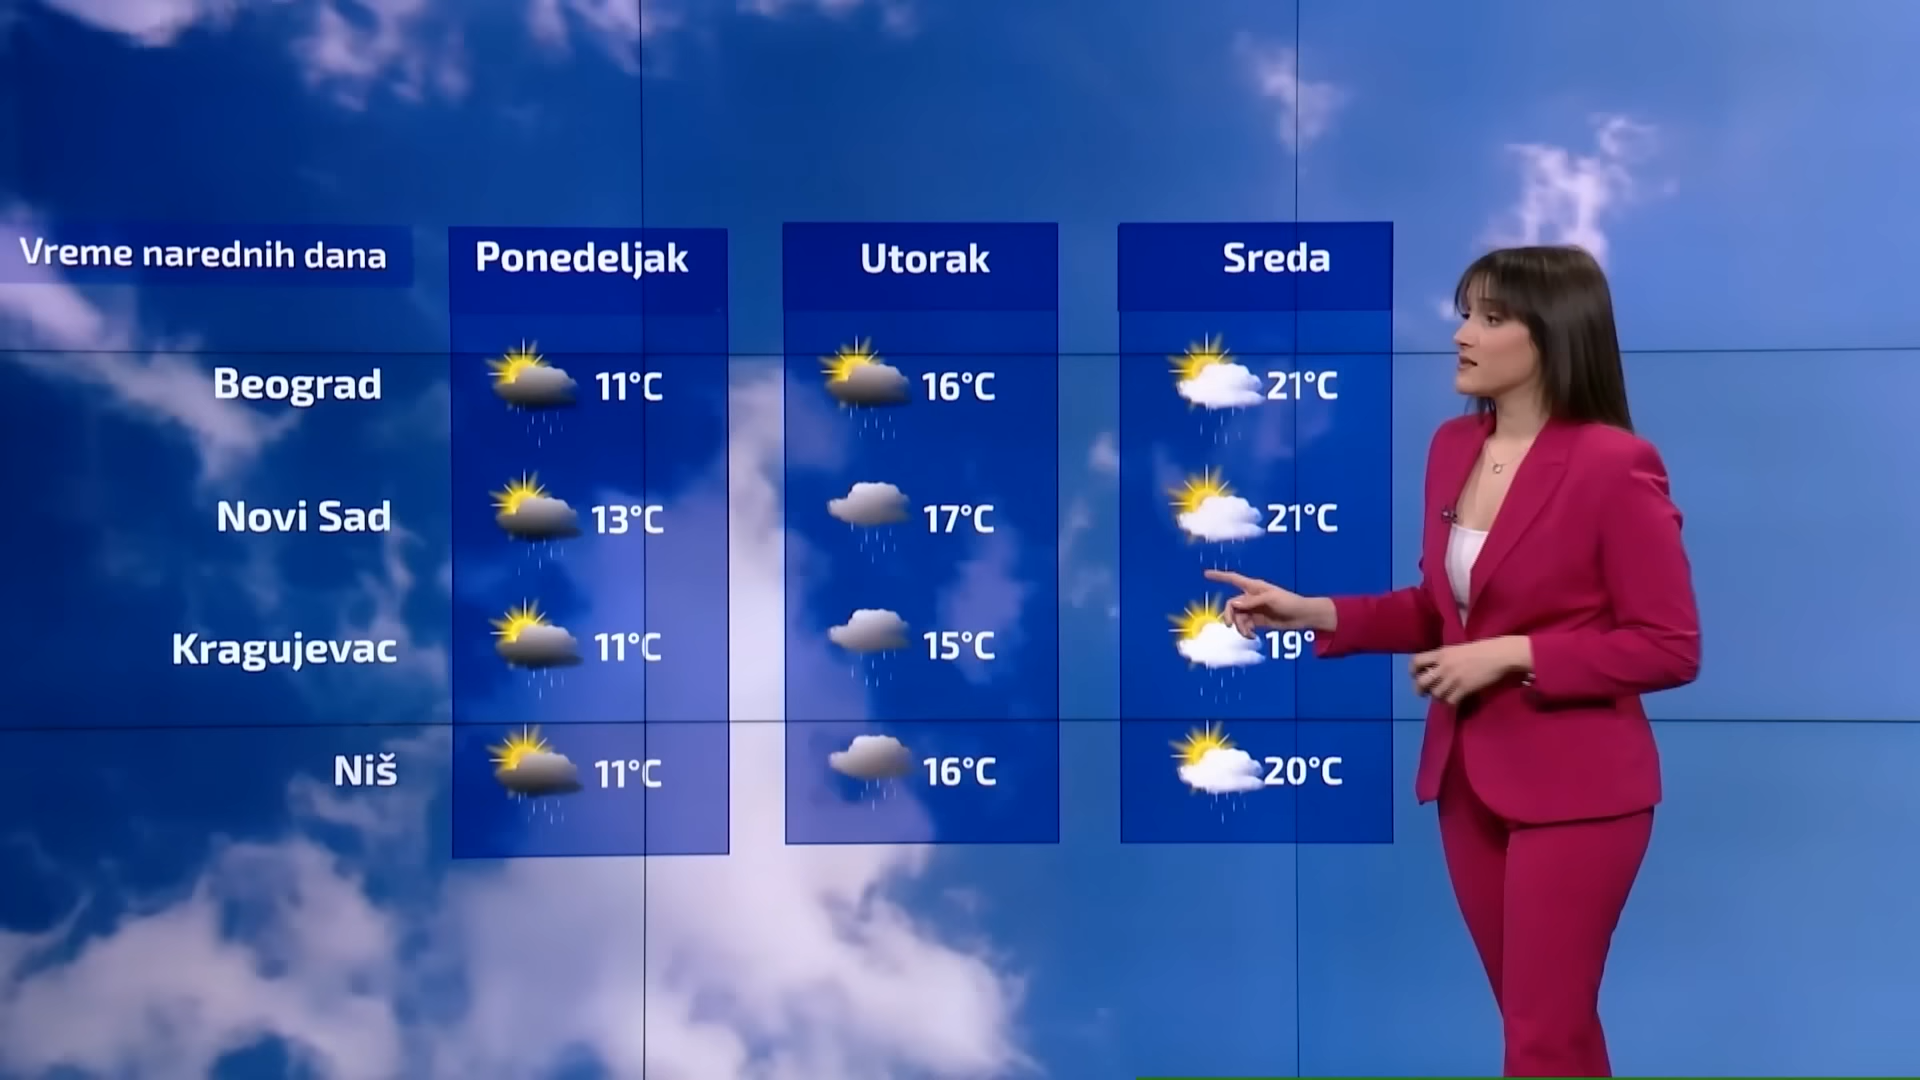 Vreme narednih dana Ponedeljak Utorak Sreda
Beograd 11°C 16°C 21°C
Novi Sad 13°C 17°C 21°C
Kragujevac 11°C 15°C 19°
Niš 11°C 16°C 20°C